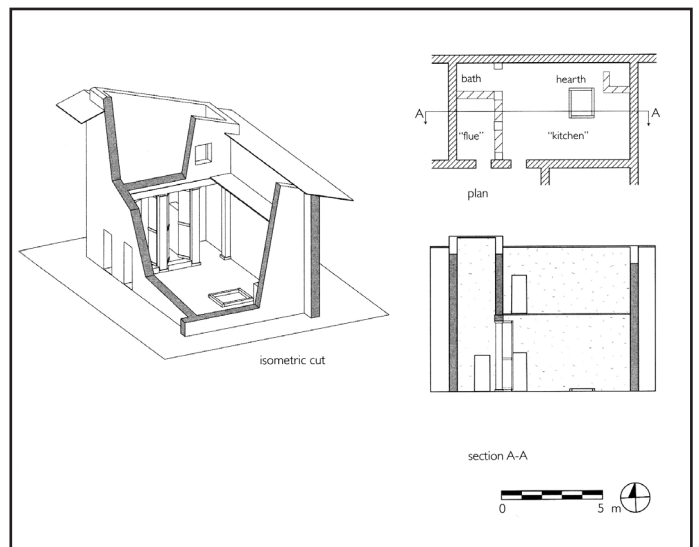 bath hearth
A A
"flue" "kitchen"
plan
isometric cut
section A-A
0 5 m